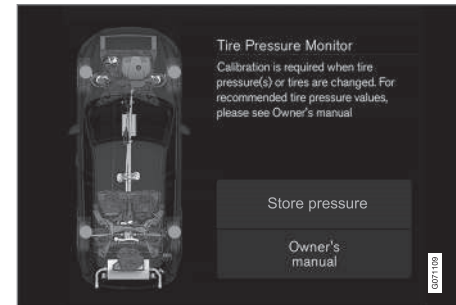 Tire Pressure Monitor
Calibration is required when tire
pressure(s) or tires are changed. For
recommended tire pressure values,
please see Owner's manual
Store pressure
Owner's
manual
G071109